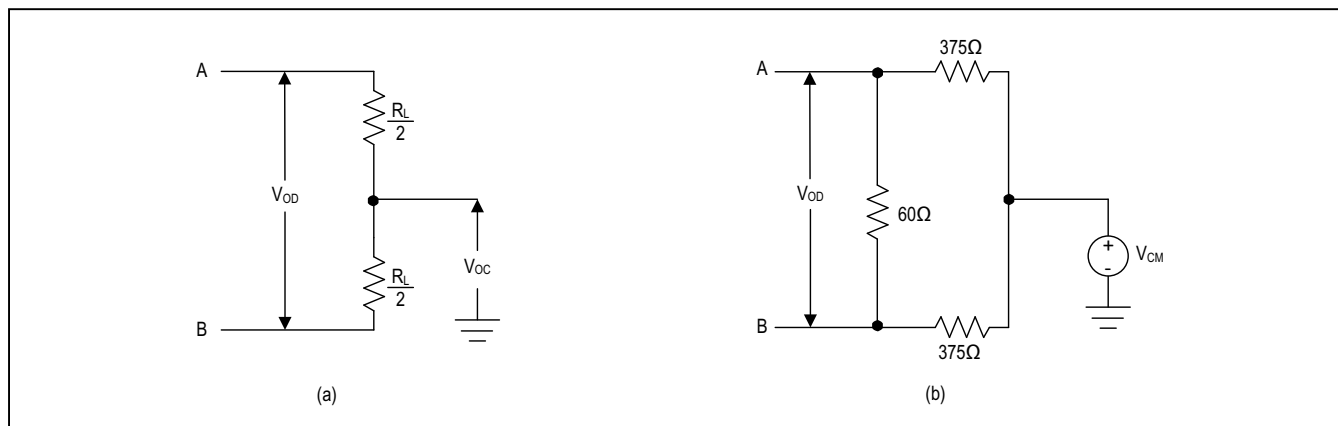 A
R_L
2
V_OD
V_OC
R_L
2
B
(a)
375Ω
A
V_OD
60Ω
+
-
V_CM
B
375Ω
(b)